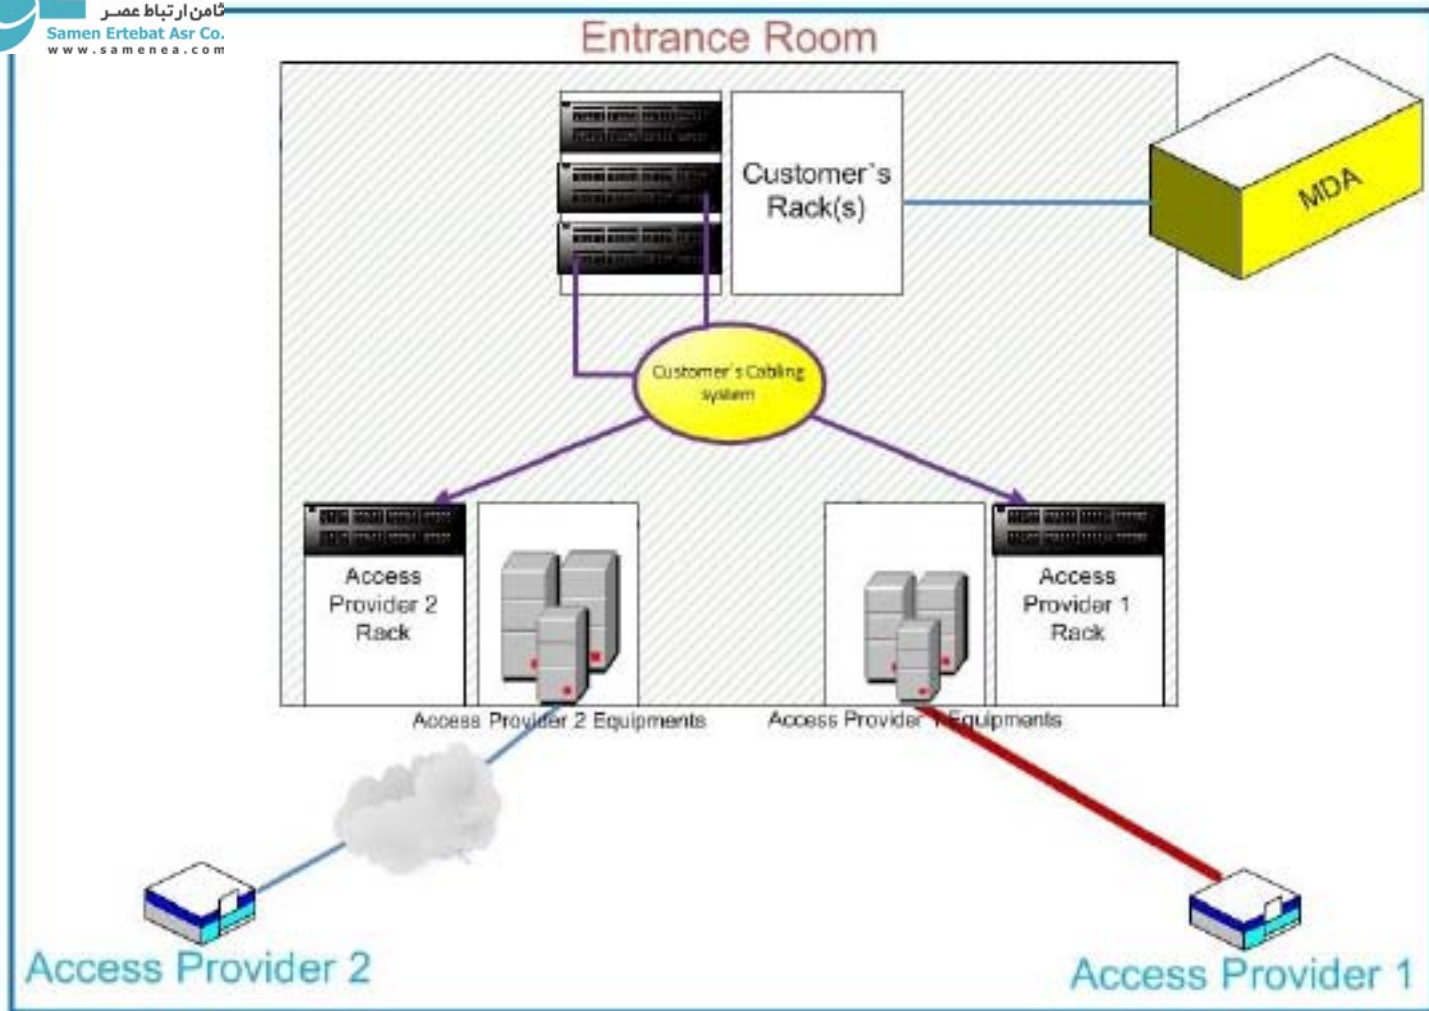 ثامن ارتباط عصر
Samen Ertebat Asr Co.
www.samenea.com
Entrance Room
Customer`s
Rack(s)
MDA
Customer`s Cabling
system
Access
Provider 2
Rack
Access
Provider 1
Rack
Access Provider 2 Equipments
Access Provider 1 Equipments
Access Provider 2
Access Provider 1